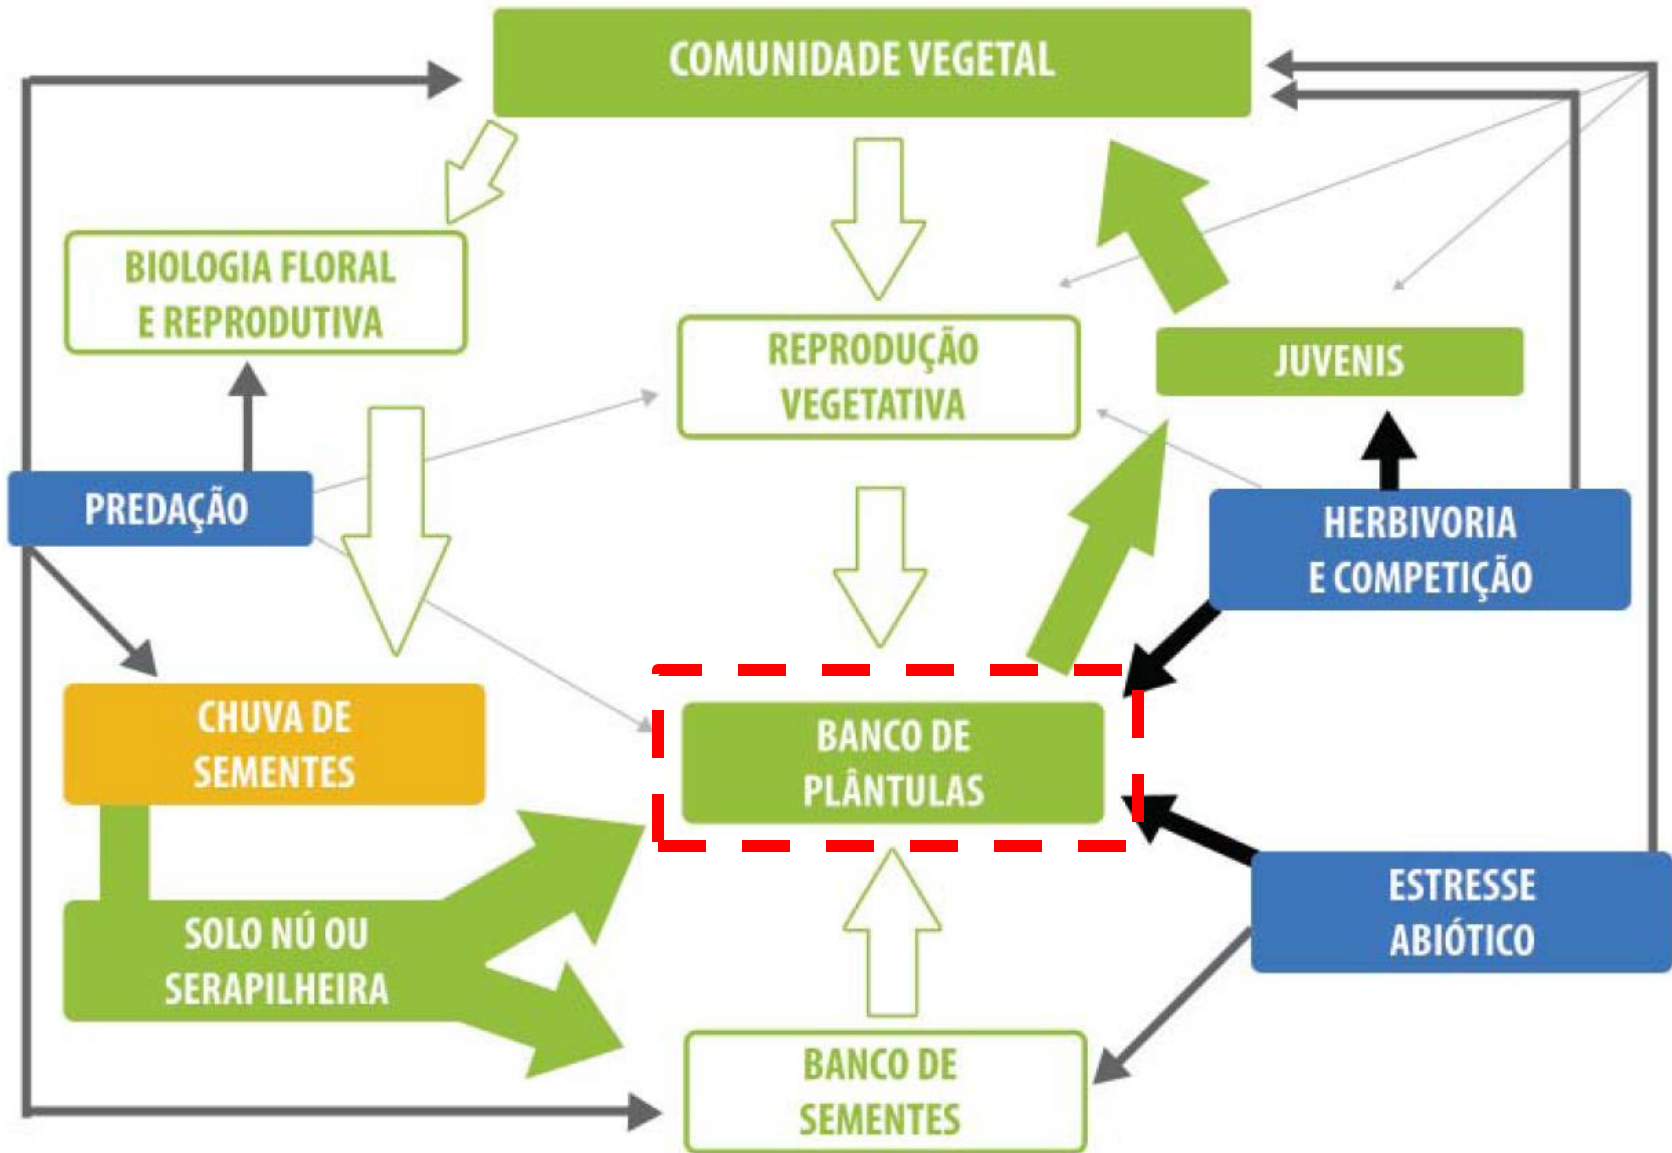 COMUNIDADE VEGETAL
BIOLOGIA FLORAL
E REPRODUTIVA
REPRODUÇÃO
VEGETATIVA
JUVENIS
PREDAÇÃO
HERBIVORIA
E COMPETIÇÃO
CHUVA DE
SEMENTES
BANCO DE
PLÂNTULAS
SOLO NÚ OU
SERAPILHEIRA
ESTRESSE
ABIÓTICO
BANCO DE
SEMENTES